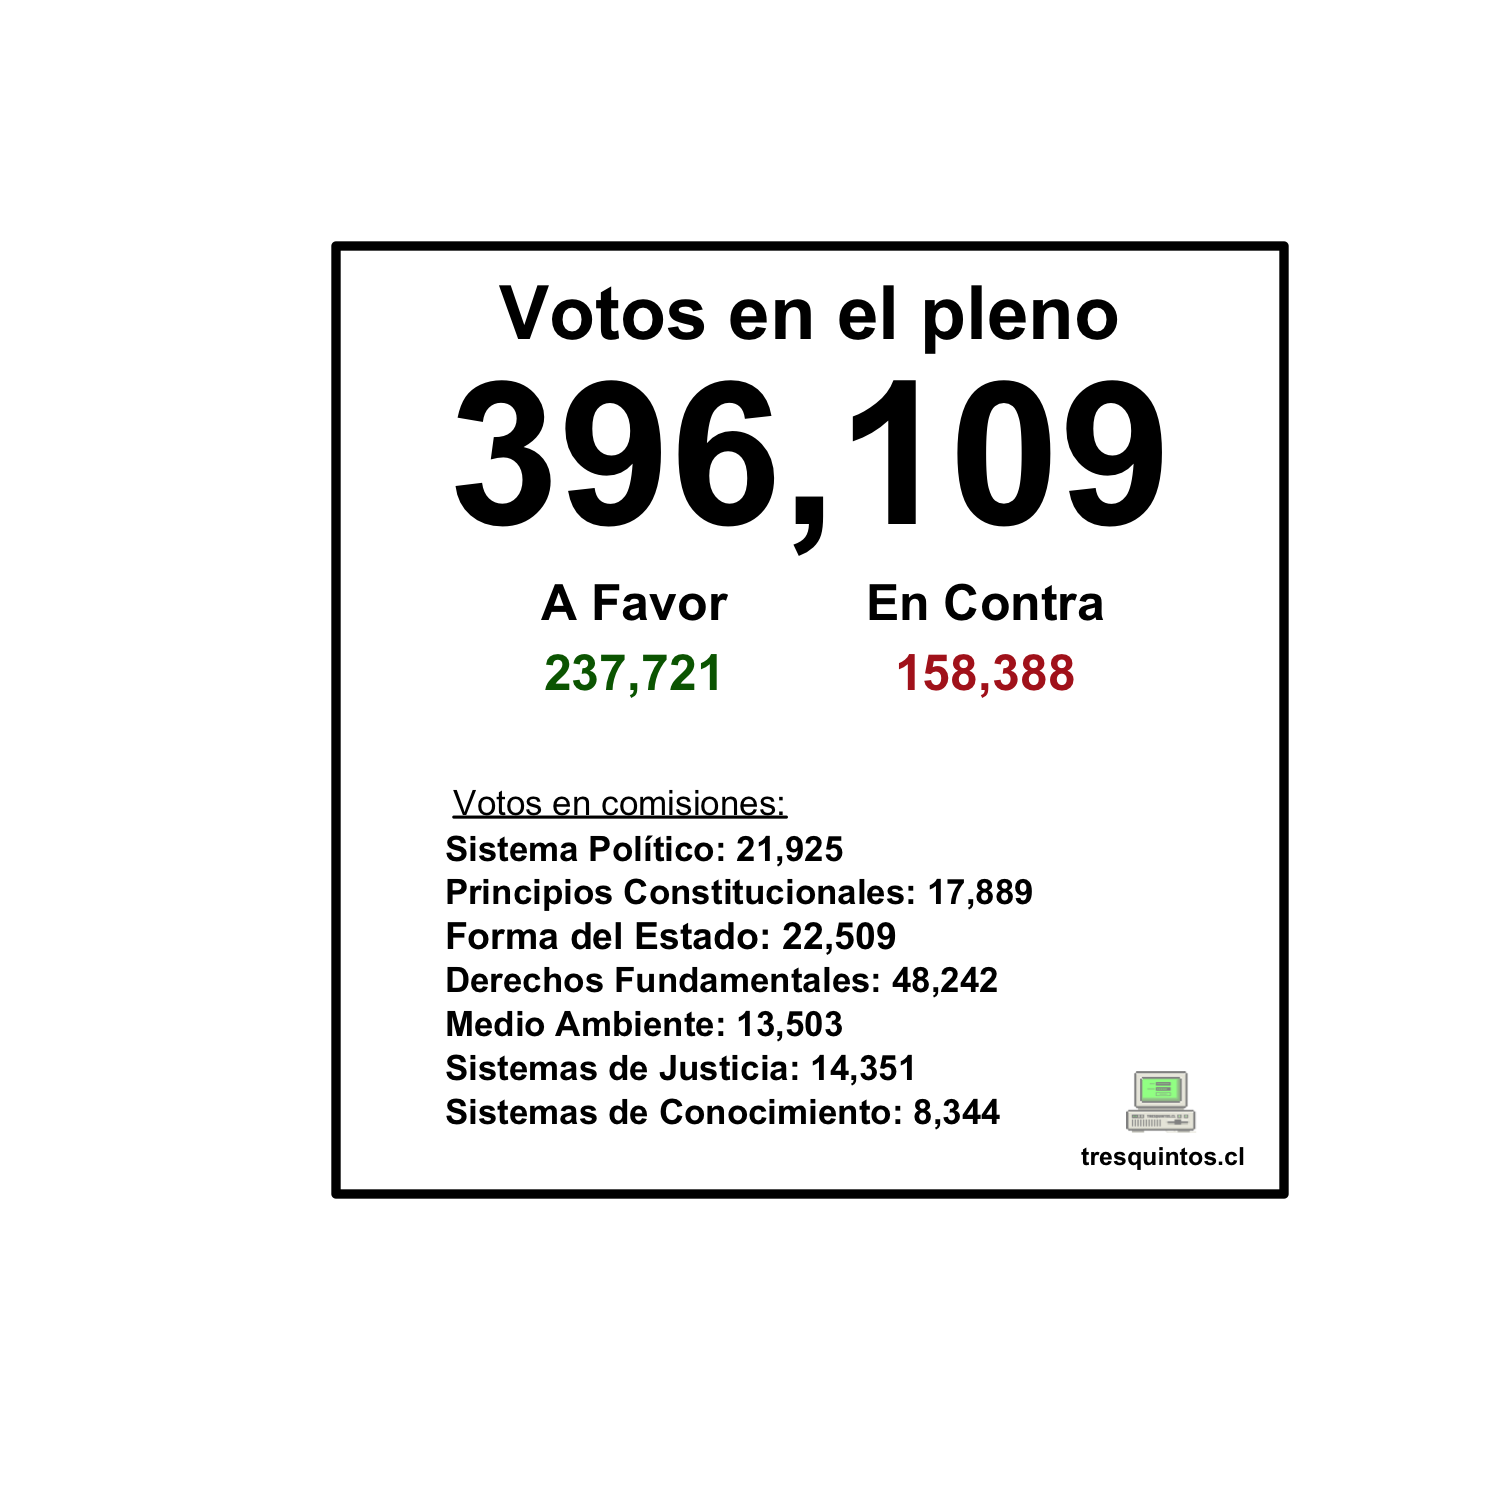 Votos en el pleno
396,109
A Favor En Contra
237,721 158,388
Votos en comisiones:
Sistema Político: 21,925
Principios Constitucionales: 17,889
Forma del Estado: 22,509
Derechos Fundamentales: 48,242
Medio Ambiente: 13,503
Sistemas de Justicia: 14,351
Sistemas de Conocimiento: 8,344
tresquintos.cl